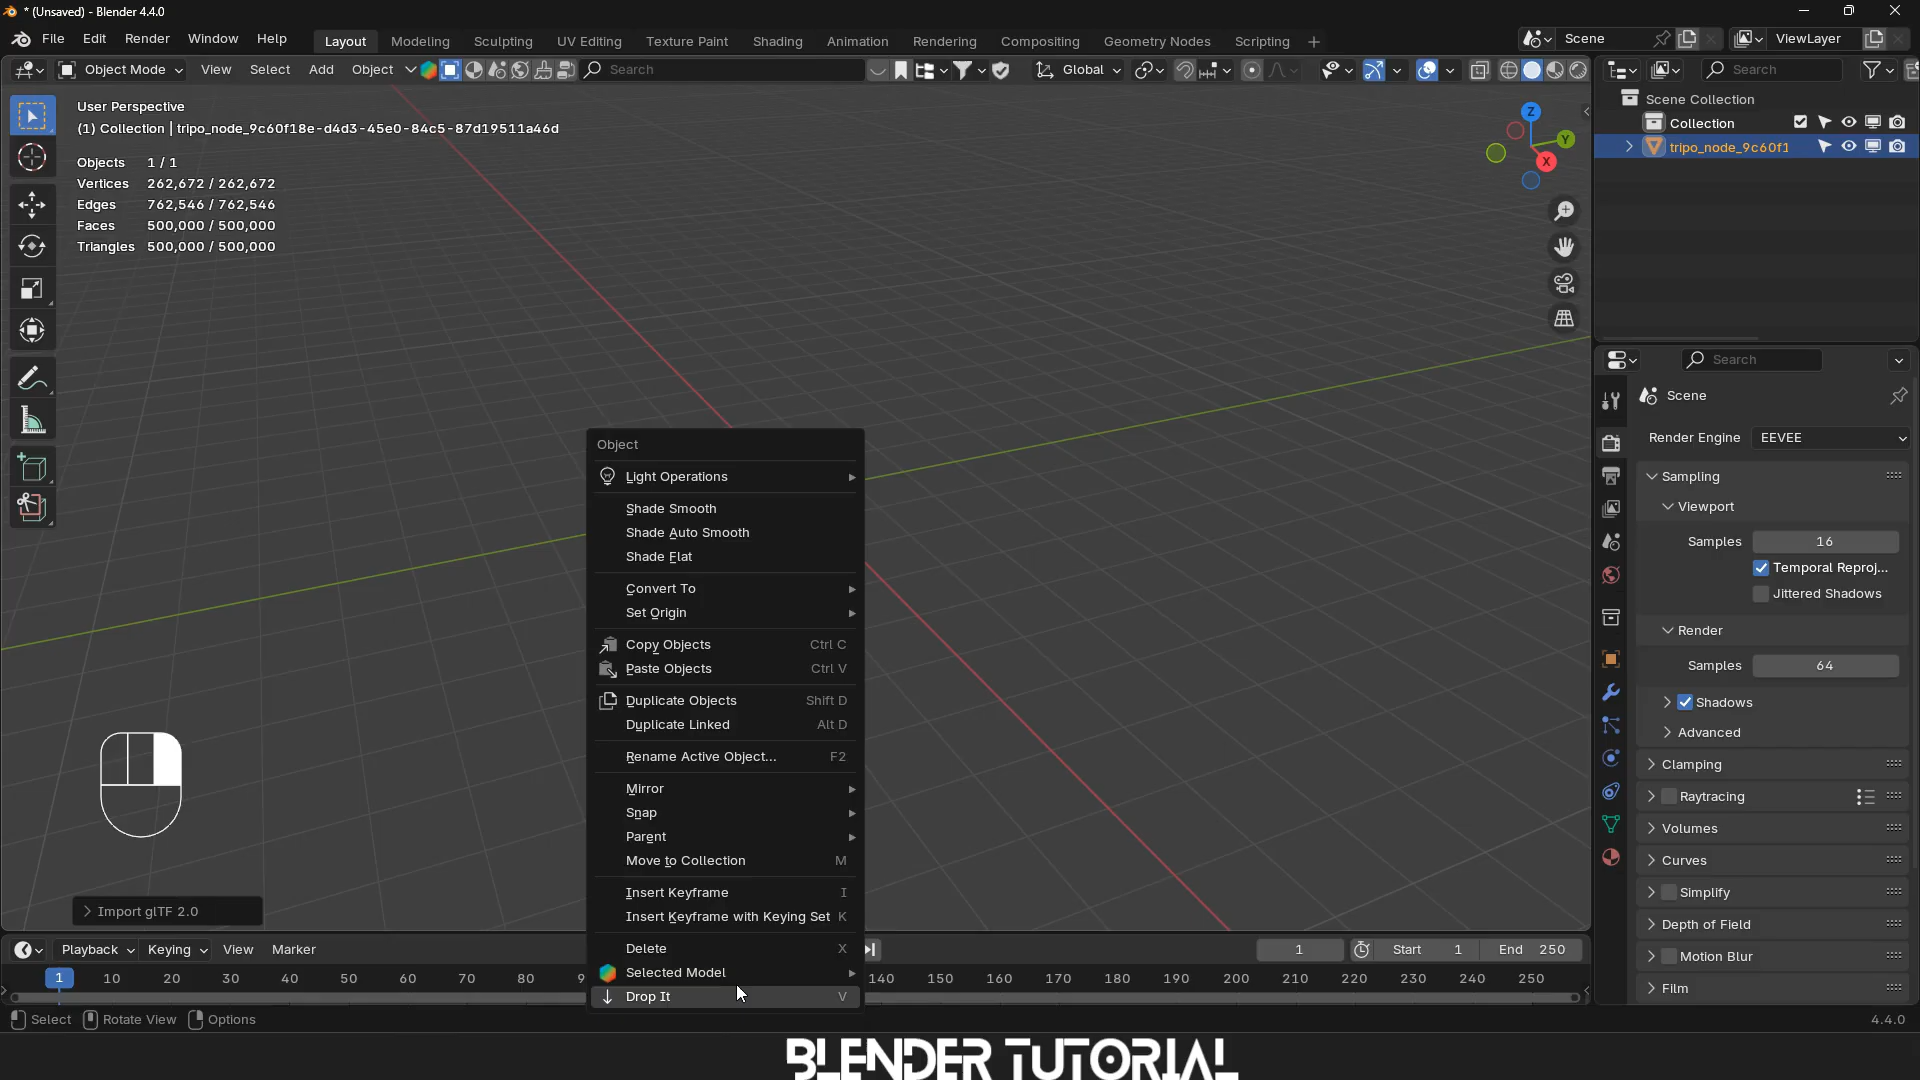 * (Unsaved) - Blender 4.4.0
File Edit Render Window Help
Layout Modeling Sculpting UV Editing Texture Paint Shading Animation Rendering Compositing Geometry Nodes Scripting +
Scene
ViewLayer
Object Mode View Select Add Object
Search
Global
Search
User Perspective
(1) Collection | tripo_node_9c60f18e-d4d3-45e0-84c5-87d19511a46d
Objects 1 / 1
Vertices 262,672 / 262,672
Edges 762,546 / 762,546
Faces 500,000 / 500,000
Triangles 500,000 / 500,000
Z
Y
X
Scene Collection
Collection
tripo_node_9c60f1
Search
Scene
Render Engine EEVEE
Sampling
Viewport
Samples 16
Temporal Reproj...
Jittered Shadows
Render
Samples 64
Shadows
Advanced
Clamping
Raytracing
Volumes
Curves
Simplify
Depth of Field
Motion Blur
Film
Object
Light Operations
Shade Smooth
Shade Auto Smooth
Shade Flat
Convert To
Set Origin
Copy Objects Ctrl C
Paste Objects Ctrl V
Duplicate Objects Shift D
Duplicate Linked Alt D
Rename Active Object... F2
Mirror
Snap
Parent
Move to Collection M
Insert Keyframe I
Insert Keyframe with Keying Set K
Delete X
Selected Model
Drop It V
Import glTF 2.0
Playback Keying View Marker
1 Start 1 End 250
1 10 20 30 40 50 60 70 80 9 140 150 160 170 180 190 200 210 220 230 240 250
Select Rotate View Options
4.4.0
BLENDER TUTORIAL